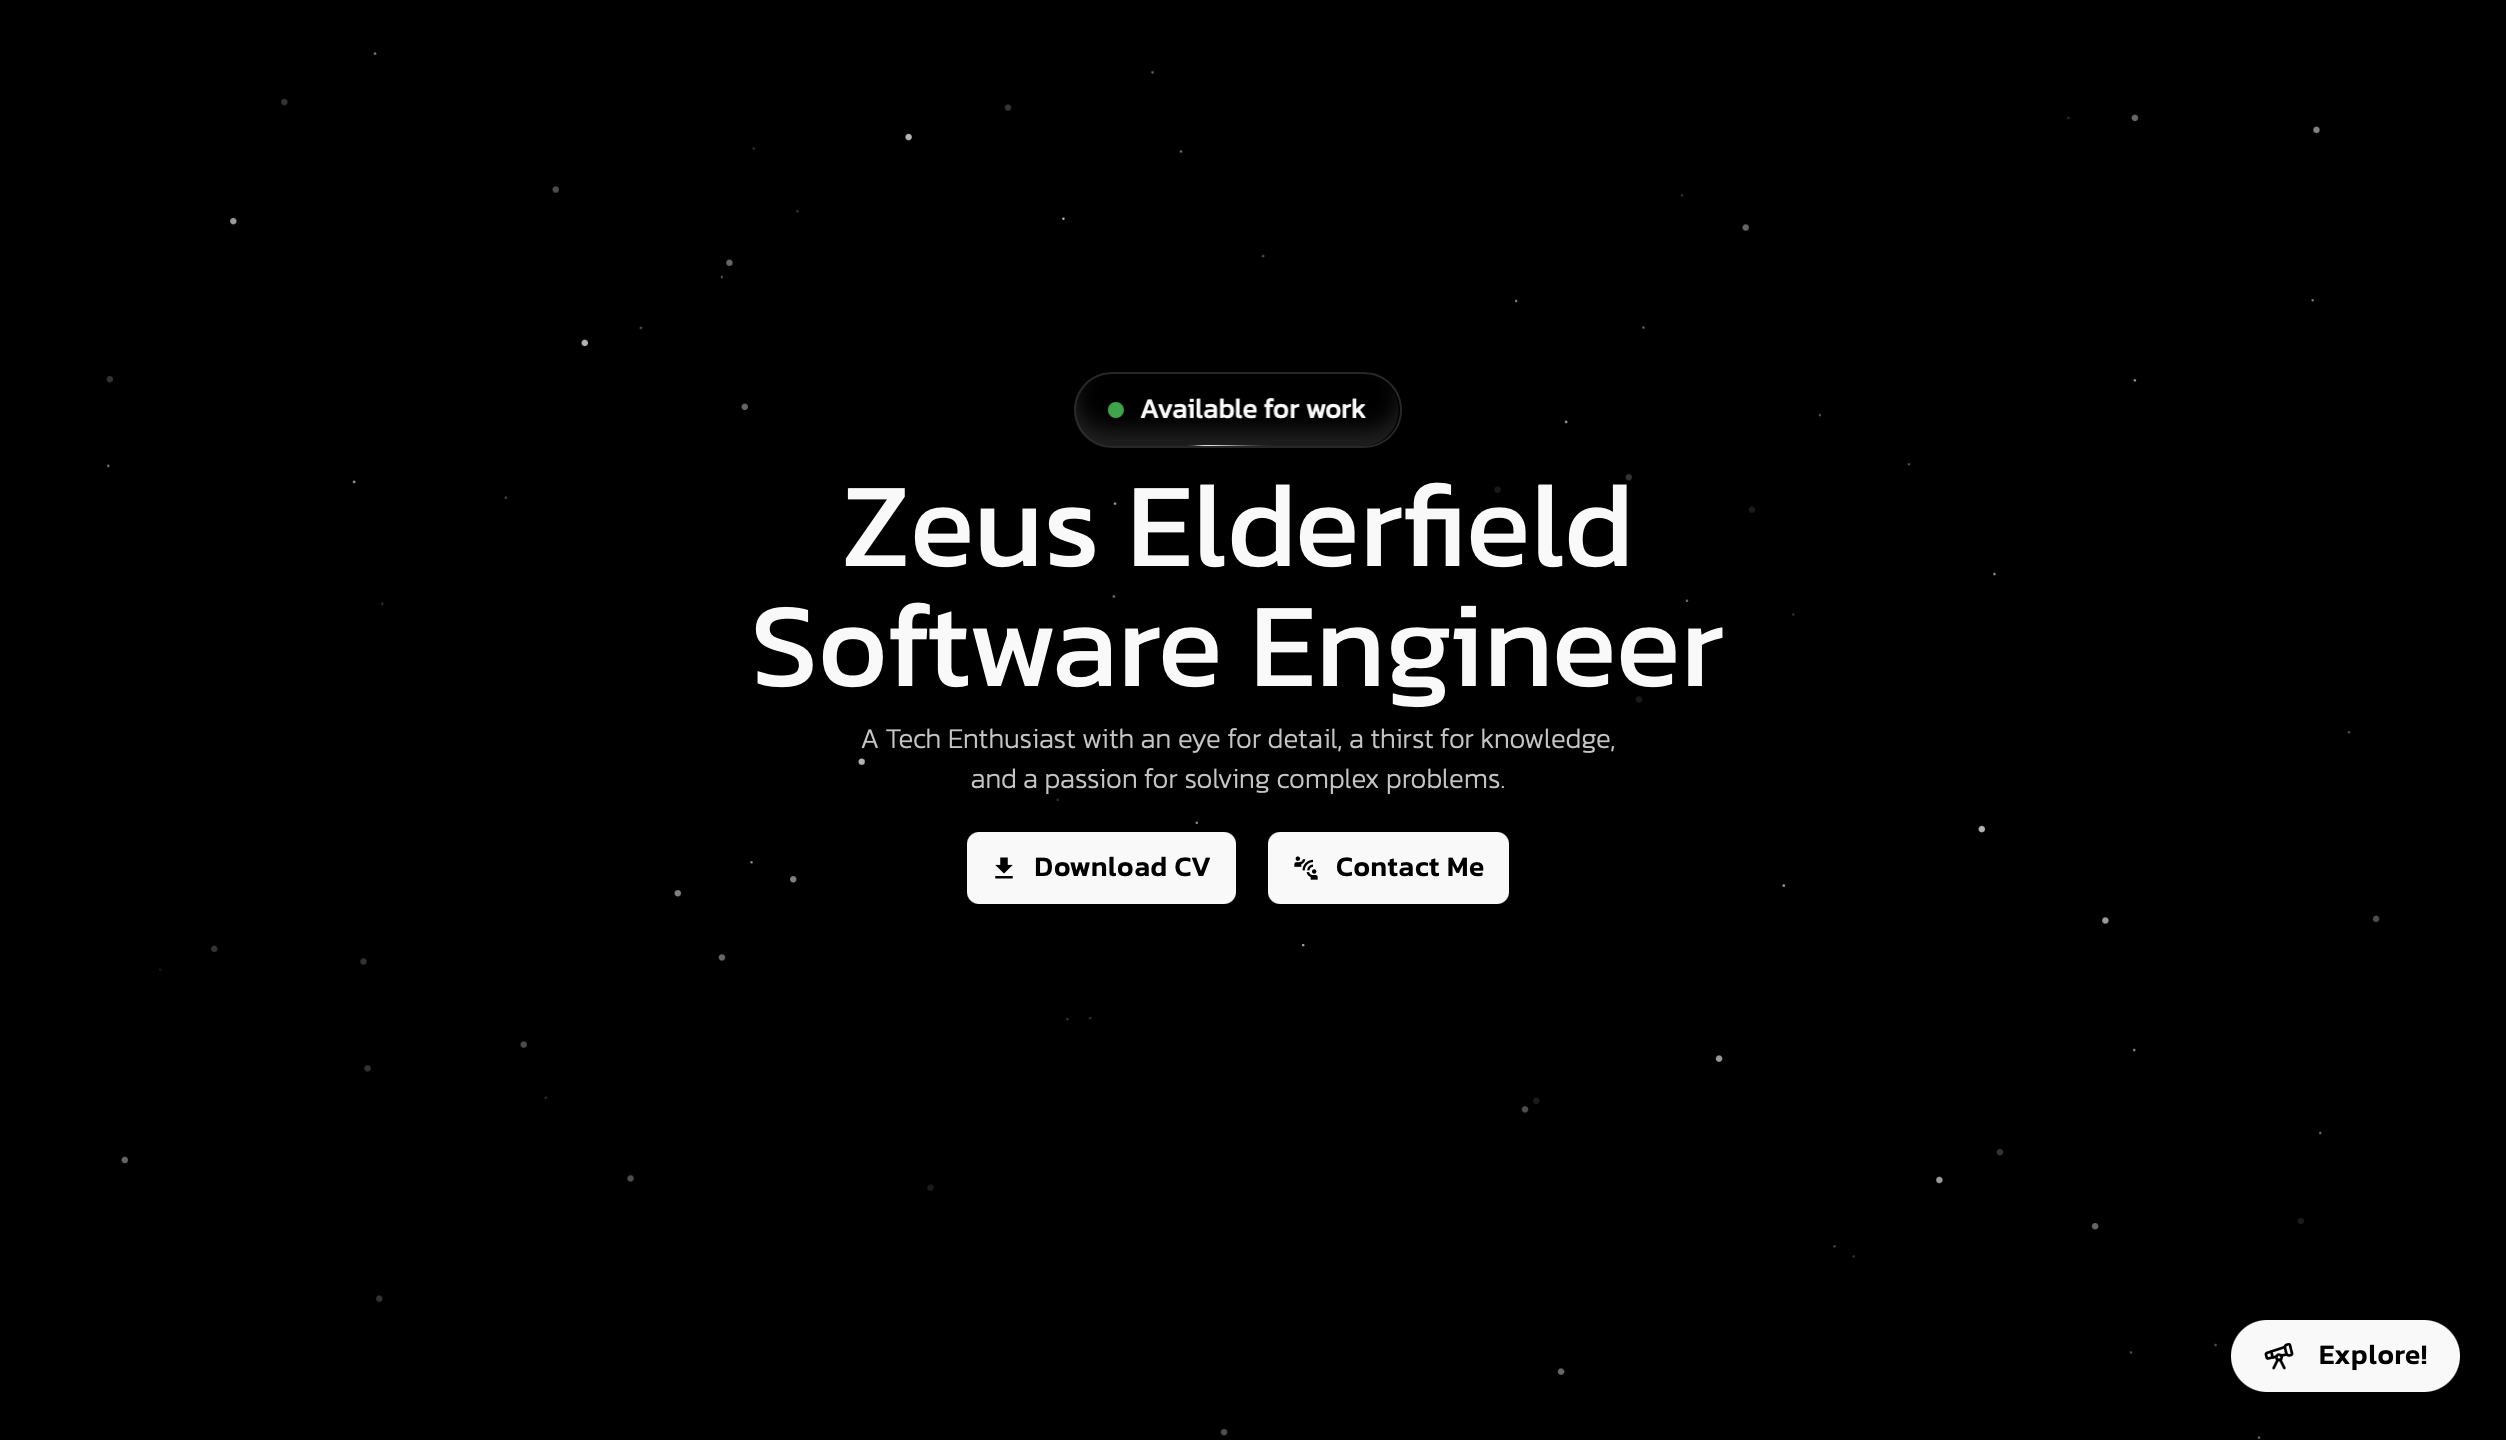 Available for work
Zeus Elderfield
Software Engineer
A Tech Enthusiast with an eye for detail, a thirst for knowledge,
and a passion for solving complex problems.
Download CV
Contact Me
Explore!